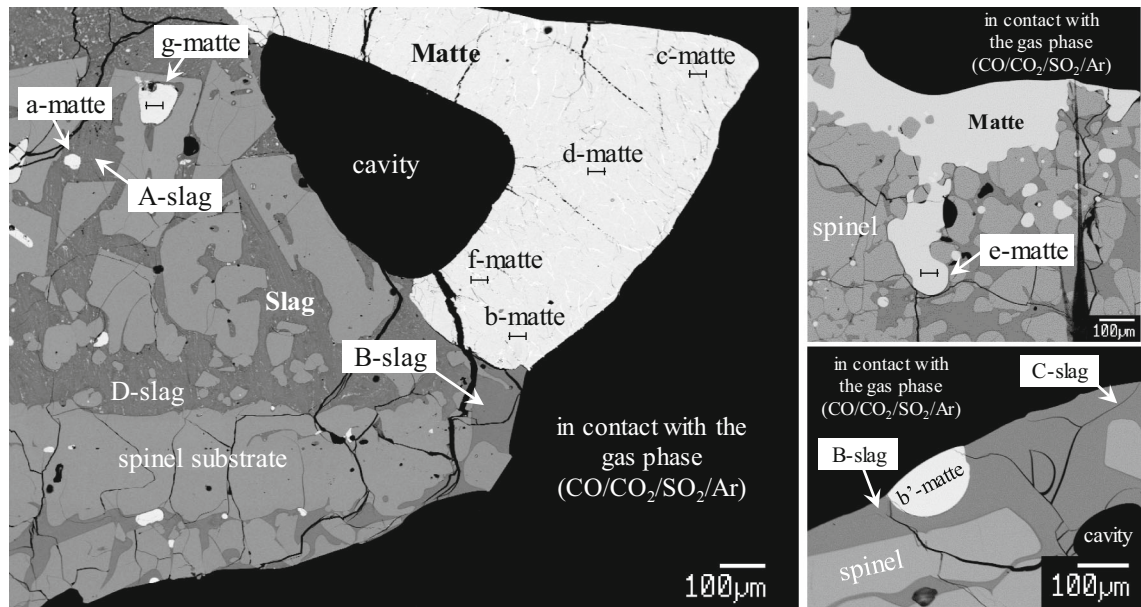 g-matte
Matte
c-matte
a-matte
d-matte
cavity
A-slag
f-matte
Slag
b-matte
B-slag
D-slag
in contact with the
gas phase
(CO/CO₂/SO₂/Ar)
spinel substrate
100μm
in contact with
the gas phase
(CO/CO₂/SO₂/Ar)
Matte
spinel
e-matte
100μm
in contact with
the gas phase
(CO/CO₂/SO₂/Ar)
C-slag
B-slag
b’-matte
cavity
spinel
100μm